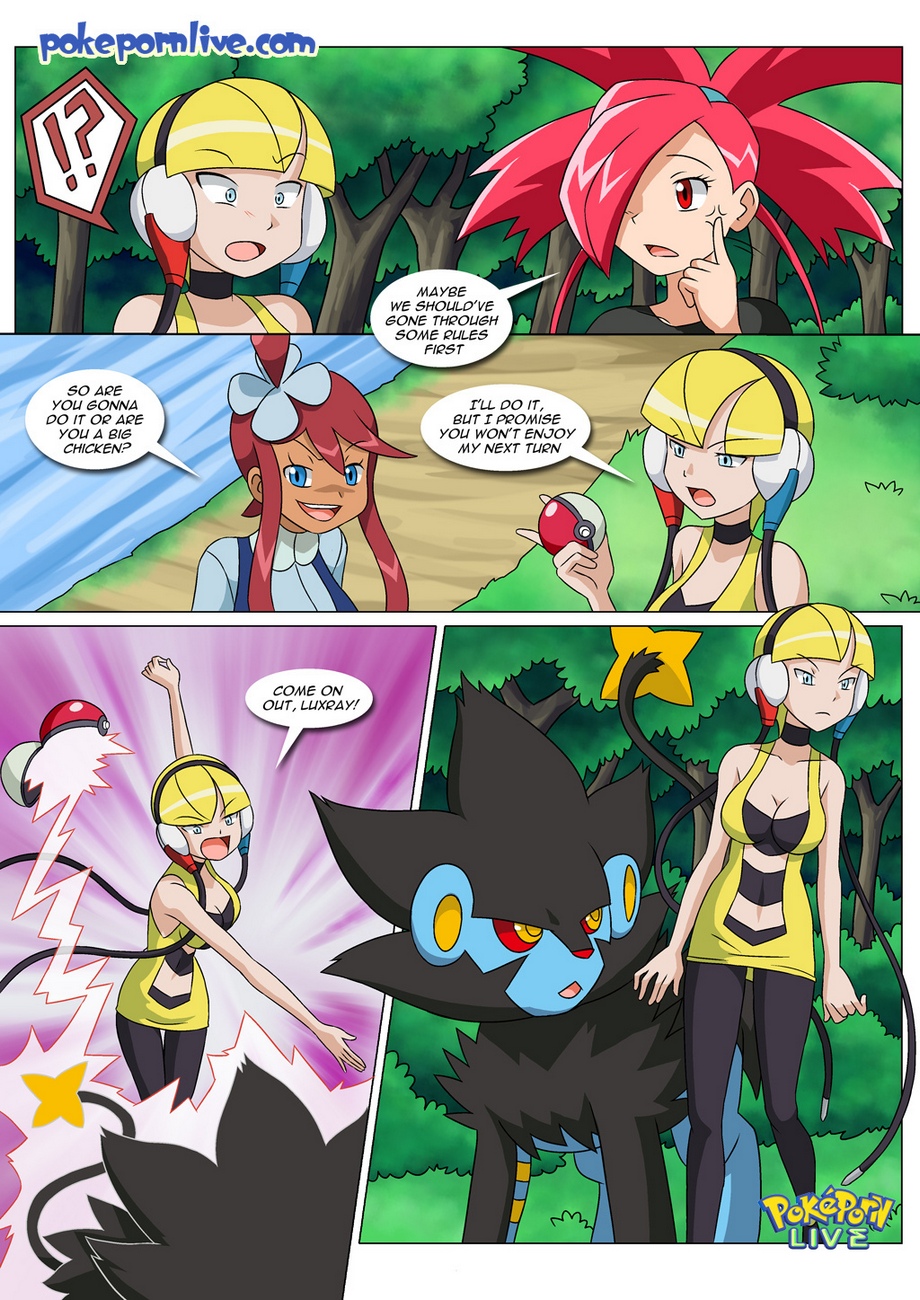 pokepornlive.com
!?
MAYBE
WE SHOULD'VE
GONE THROUGH
SOME RULES
FIRST
SO ARE
YOU GONNA
DO IT OR ARE
YOU A BIG
CHICKEN?
I'LL DO IT,
BUT I PROMISE
YOU WON'T ENJOY
MY NEXT TURN
COME ON
OUT, LUXRAY!
PokéPorn
LIVE